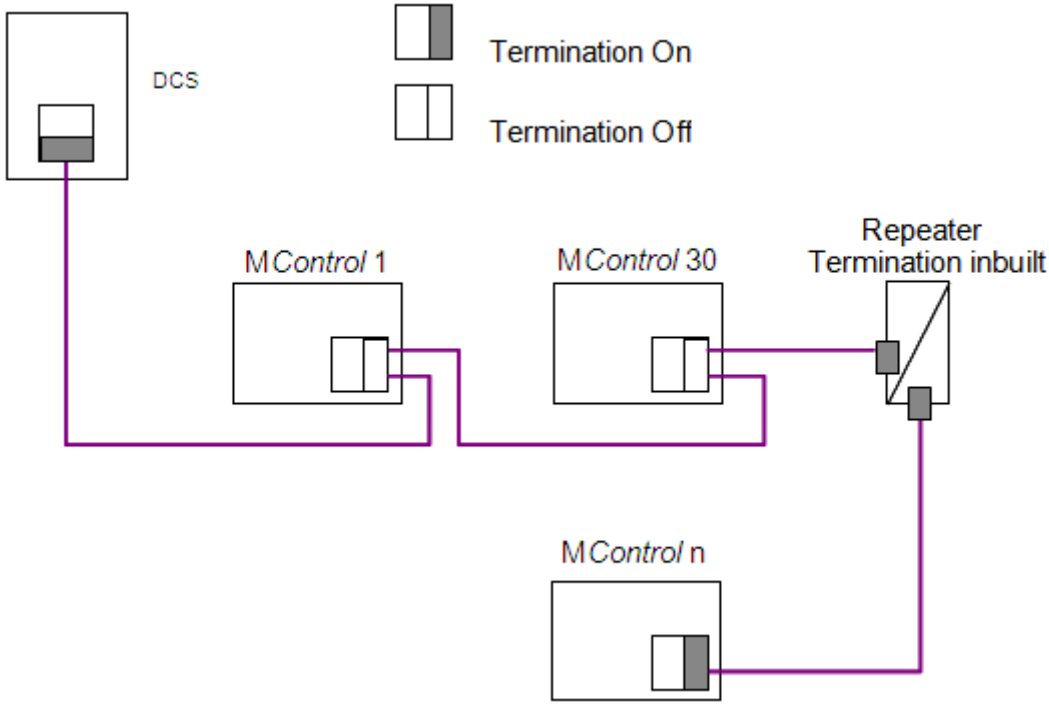 DCS
Termination On
Termination Off
MControl 1
MControl 30
Repeater
Termination inbuilt
MControl n